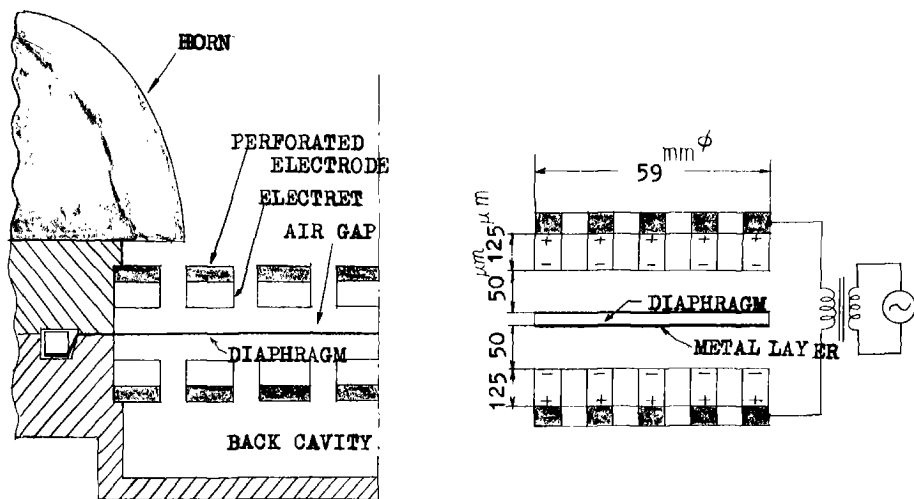 HORN
PERFORATED
ELECTRODE
ELECTRET
AIR GAP
DIAPHRAGM
BACK CAVITY
59 mm φ
125 μm
50 μm
50
125
+ + + + +
− − − − −
DIAPHRAGM
METAL LAYER
− − − − −
+ + + + +